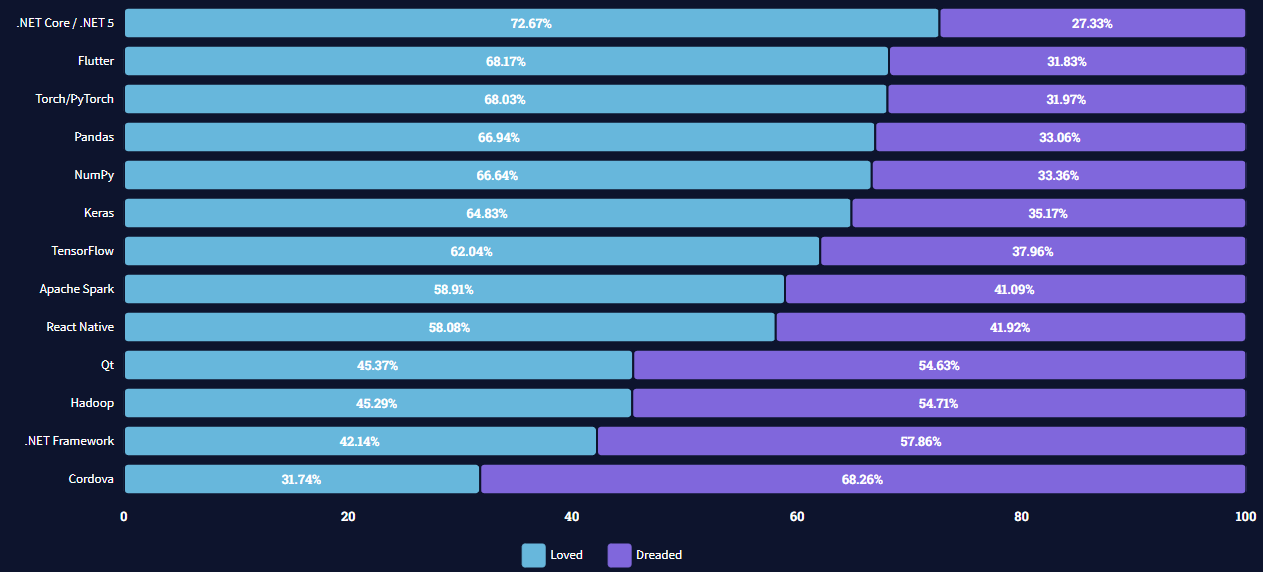 .NET Core / .NET 5 72.67% 27.33%
Flutter 68.17% 31.83%
Torch/PyTorch 68.03% 31.97%
Pandas 66.94% 33.06%
NumPy 66.64% 33.36%
Keras 64.83% 35.17%
TensorFlow 62.04% 37.96%
Apache Spark 58.91% 41.09%
React Native 58.08% 41.92%
Qt 45.37% 54.63%
Hadoop 45.29% 54.71%
.NET Framework 42.14% 57.86%
Cordova 31.74% 68.26%
0 20 40 60 80 100
Loved Dreaded